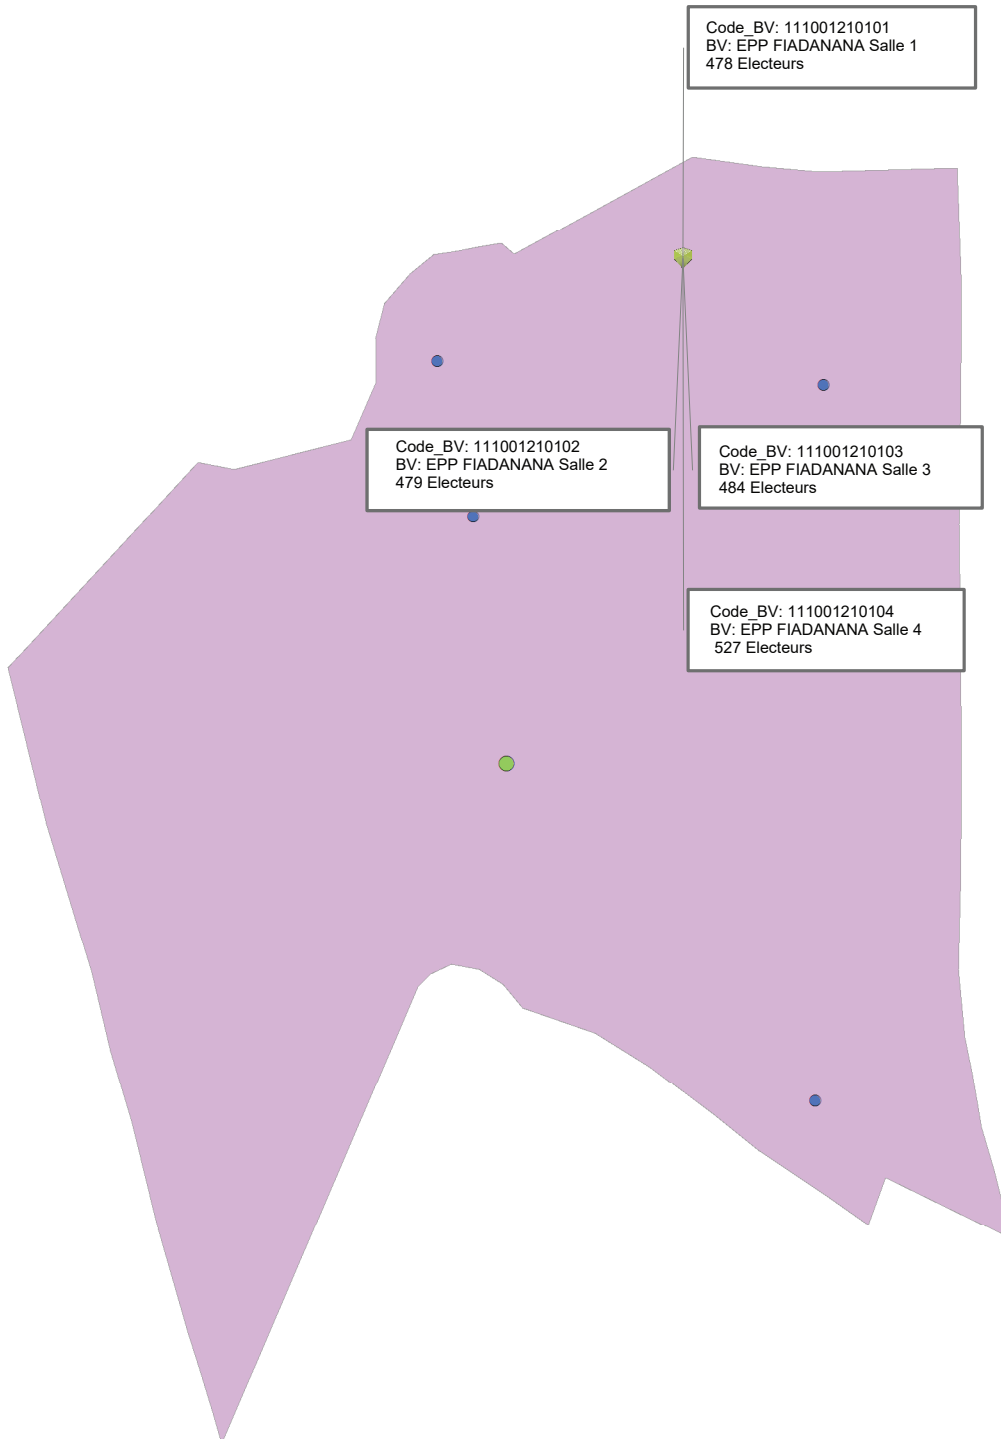 Code_BV: 111001210101
BV: EPP FIADANANA Salle 1
478 Electeurs
Code_BV: 111001210102
BV: EPP FIADANANA Salle 2
479 Electeurs
Code_BV: 111001210103
BV: EPP FIADANANA Salle 3
484 Electeurs
Code_BV: 111001210104
BV: EPP FIADANANA Salle 4
527 Electeurs